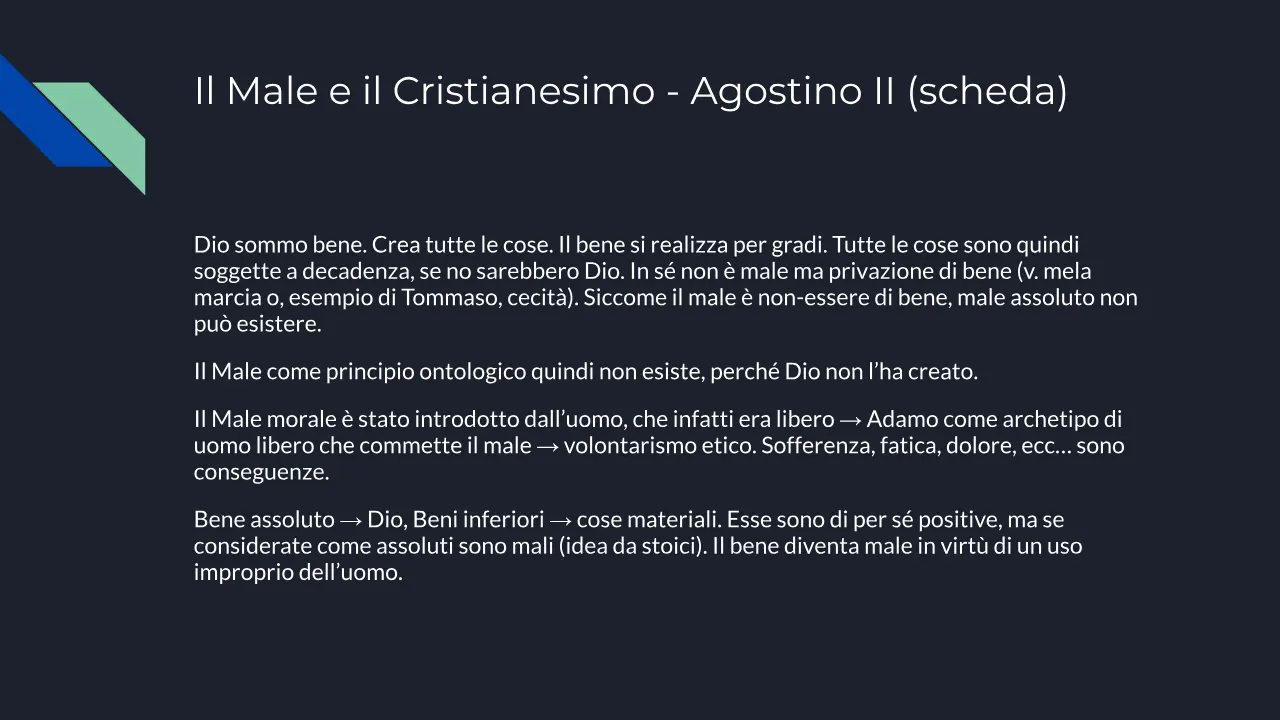 Il Male e il Cristianesimo - Agostino II (scheda)
Dio sommo bene. Crea tutte le cose. Il bene si realizza per gradi. Tutte le cose sono quindi
soggette a decadenza, se no sarebbero Dio. In sé non è male ma privazione di bene (v. mela
marcia o, esempio di Tommaso, cecità). Siccome il male è non-essere di bene, male assoluto non
può esistere.
Il Male come principio ontologico quindi non esiste, perché Dio non l’ha creato.
Il Male morale è stato introdotto dall’uomo, che infatti era libero → Adamo come archetipo di
uomo libero che commette il male → volontarismo etico. Sofferenza, fatica, dolore, ecc… sono
conseguenze.
Bene assoluto → Dio, Beni inferiori → cose materiali. Esse sono di per sé positive, ma se
considerate come assoluti sono mali (idea da stoici). Il bene diventa male in virtù di un uso
improprio dell’uomo.